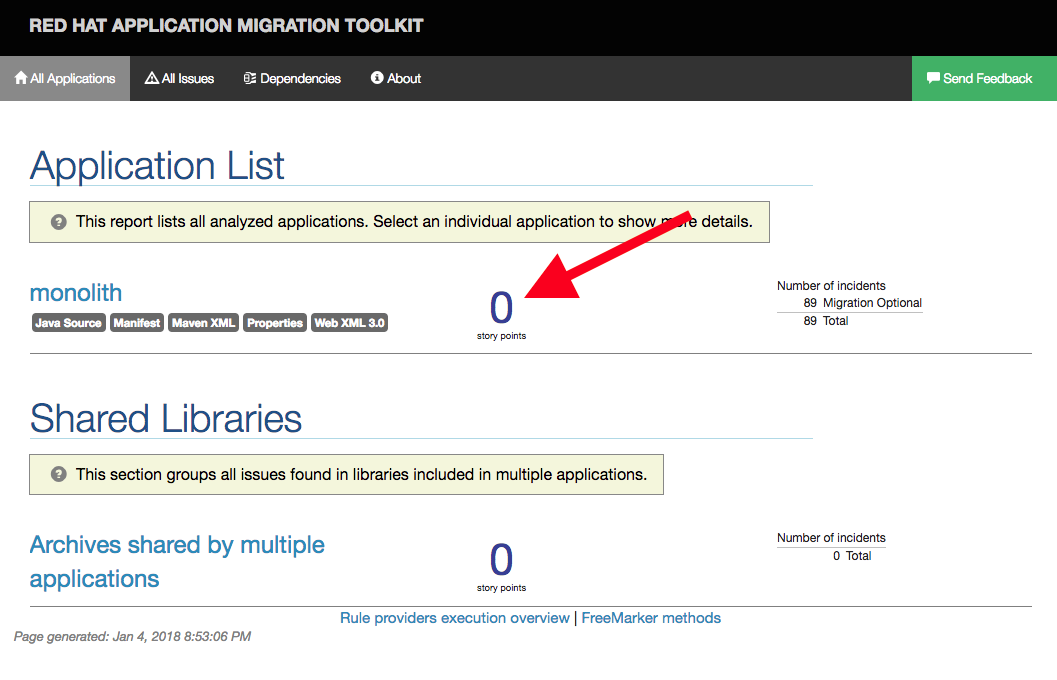 RED HAT APPLICATION MIGRATION TOOLKIT
All Applications All Issues Dependencies About Send Feedback
Application List
This report lists all analyzed applications. Select an individual application to show more details.
monolith
Java Source Manifest Maven XML Properties Web XML 3.0
0
story points
Number of incidents
89 Migration Optional
89 Total
Shared Libraries
This section groups all issues found in libraries included in multiple applications.
Archives shared by multiple
applications
0
story points
Number of incidents
0 Total
Rule providers execution overview | FreeMarker methods
Page generated: Jan 4, 2018 8:53:06 PM